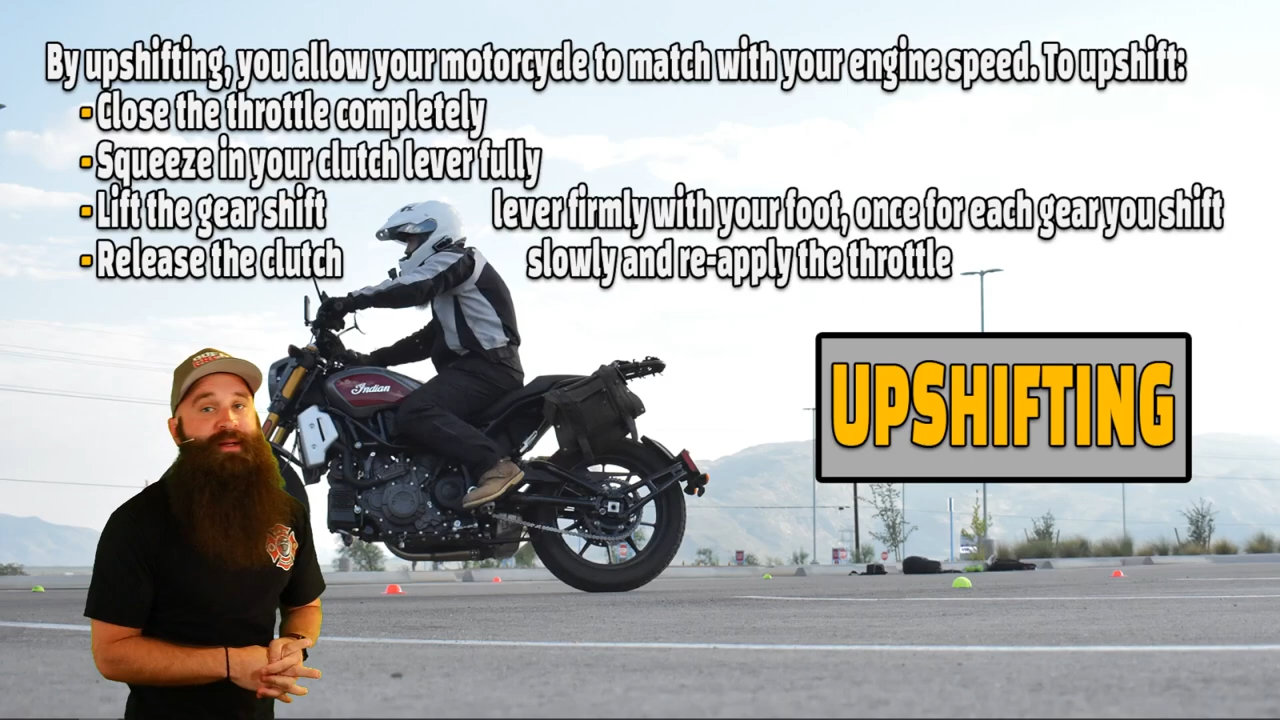 By upshifting, you allow your motorcycle to match with your engine speed. To upshift:
Close the throttle completely
Squeeze in your clutch lever fully
Lift the gear shift lever firmly with your foot, once for each gear you shift
Release the clutch slowly and re-apply the throttle
Indian
UPSHIFTING